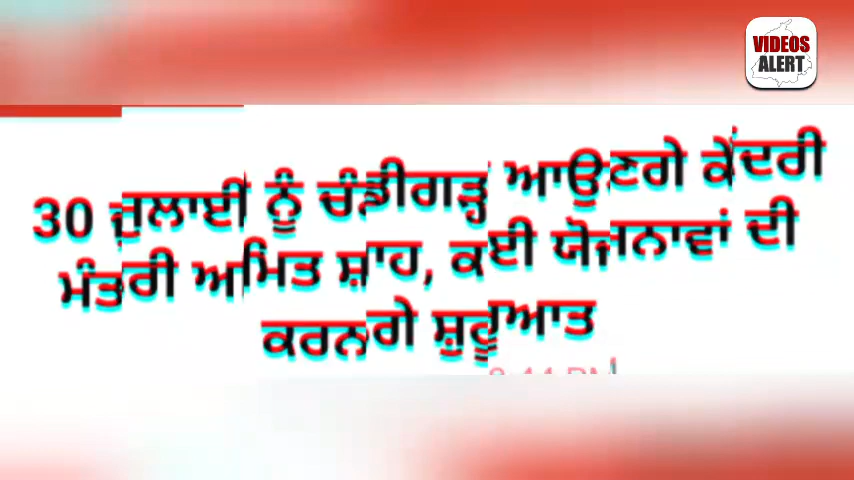 VIDEOS
ALERT
30 ਜੁਲਾਈ ਨੂੰ ਚੰਡੀਗੜ੍ਹ ਆਉਣਗੇ ਕੇਂਦਰੀ
ਮੰਤਰੀ ਅਮਿਤ ਸ਼ਾਹ, ਕਈ ਯੋਜਨਾਵਾਂ ਦੀ
ਕਰਨਗੇ ਸ਼ੁਰੂਆਤ